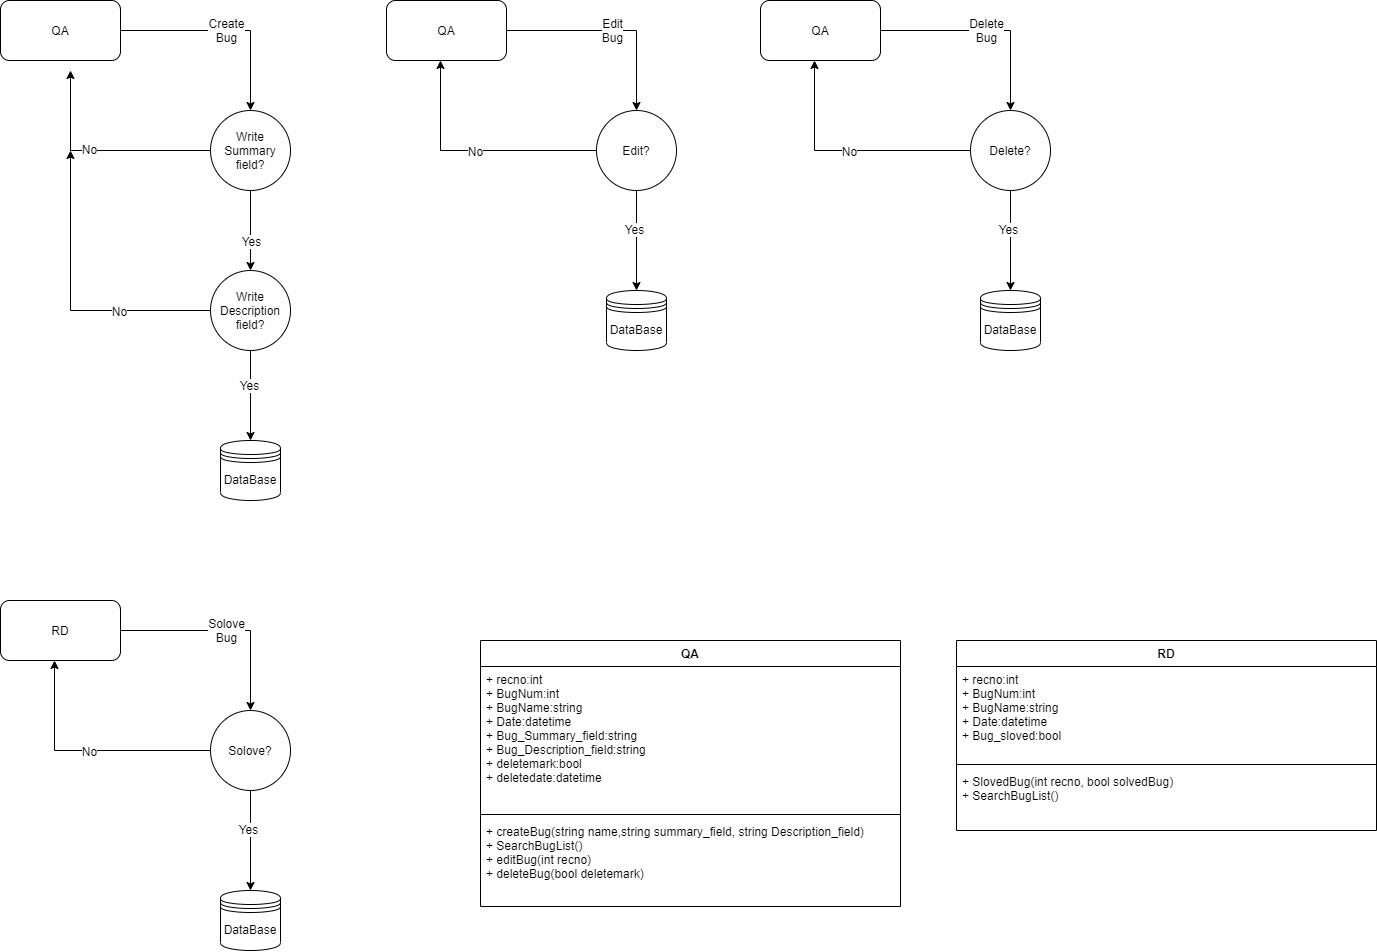 QA
Create
Bug
Write
Summary
field?
No
Yes
Write
Description
field?
No
Yes
DataBase
QA
Edit
Bug
Edit?
No
Yes
DataBase
QA
Delete
Bug
Delete?
No
Yes
DataBase
RD
Solove
Bug
Solove?
No
Yes
DataBase
QA
+ recno:int
+ BugNum:int
+ BugName:string
+ Date:datetime
+ Bug_Summary_field:string
+ Bug_Description_field:string
+ deletemark:bool
+ deletedate:datetime
+ createBug(string name,string summary_field, string Description_field)
+ SearchBugList()
+ editBug(int recno)
+ deleteBug(bool deletemark)
RD
+ recno:int
+ BugNum:int
+ BugName:string
+ Date:datetime
+ Bug_sloved:bool
+ SlovedBug(int recno, bool solvedBug)
+ SearchBugList()